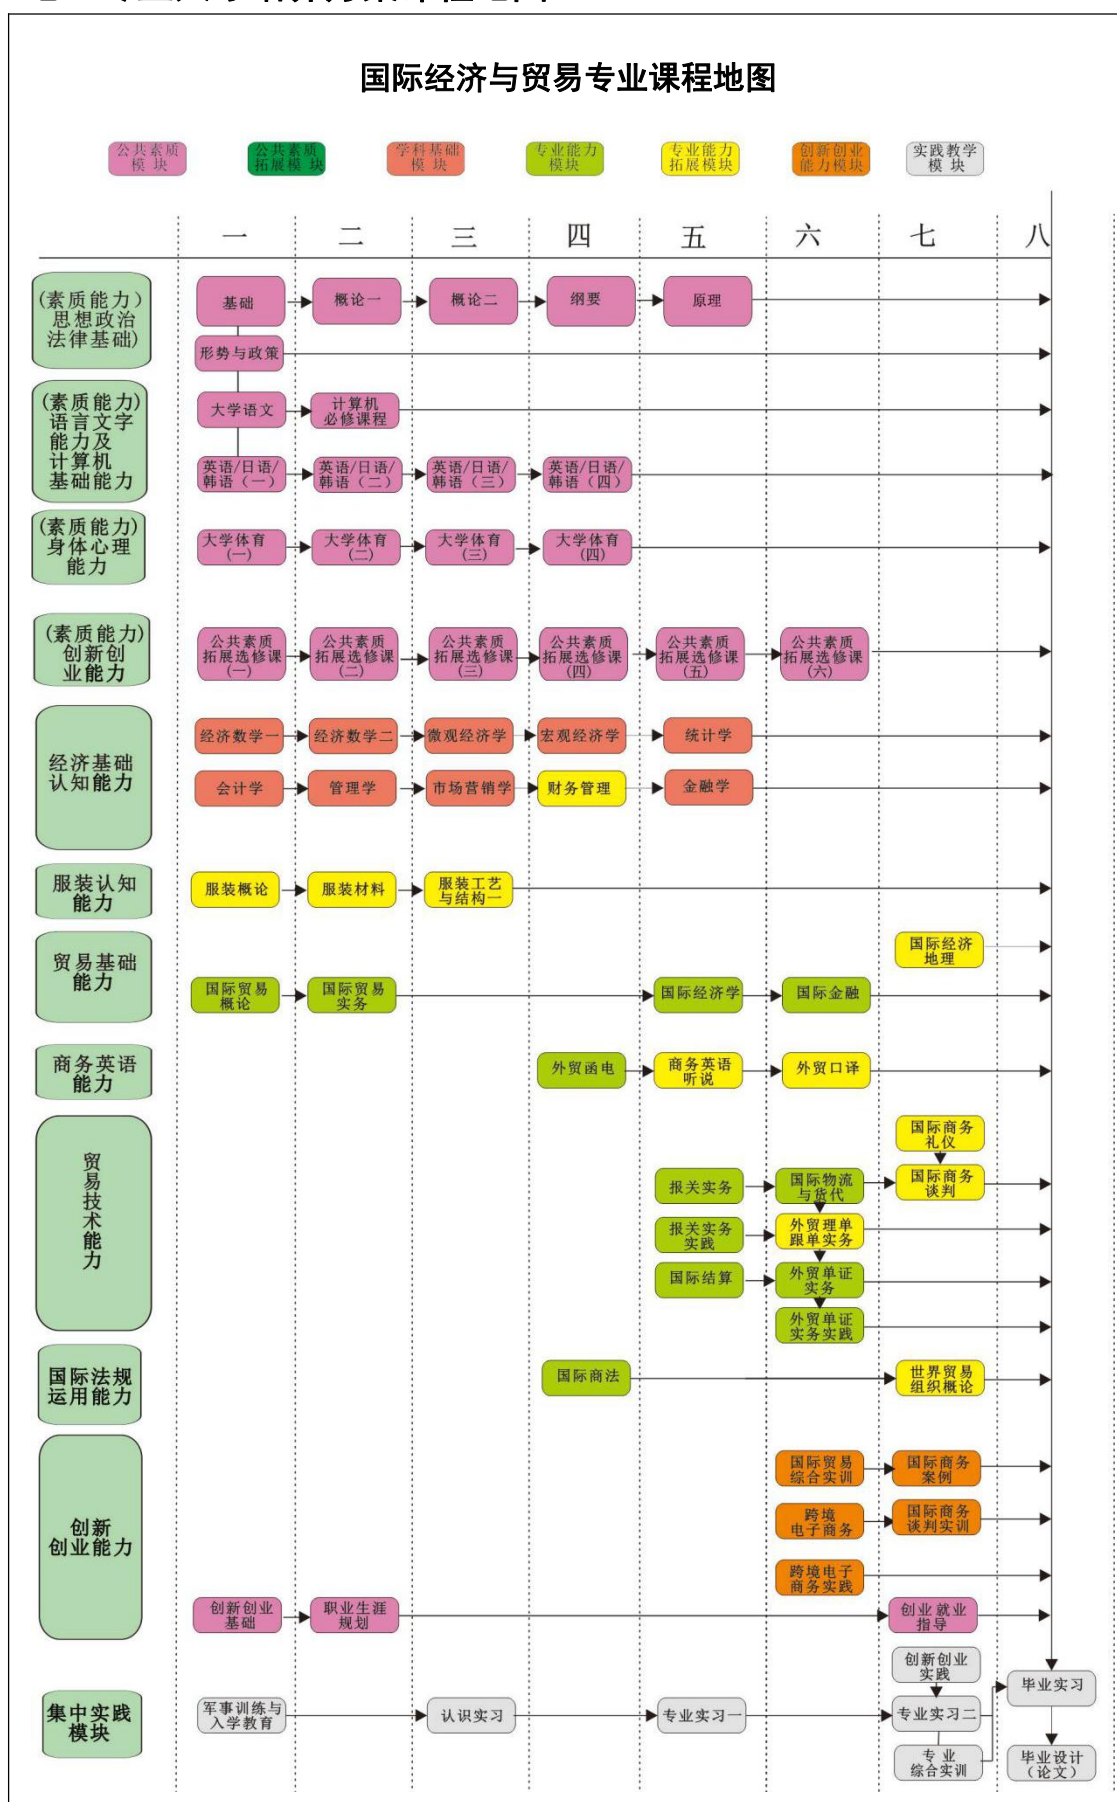 国际经济与贸易专业课程地图
公共素质
模 块
公共素质
拓展模 块
学科基础
模 块
专业能力
模块
专业能力
拓展模块
创新创业
能力模块
实践教学
模 块
一 二 三 四 五 六 七 八
(素质能力）
思想政治
法律基础)
基础
概论一
概论二
纲要
原理
形势与政策
(素质能力)
语言文字
能力及
计算机
基础能力
大学语文
计算机
必修课程
英语/日语/
韩语（一）
英语/日语/
韩语（二）
英语/日语/
韩语（三）
英语/日语/
韩语（四）
(素质能力)
身体心理
能力
大学体育
(一)
大学体育
(二)
大学体育
(三)
大学体育
(四)
(素质能力)
创新创
业能力
公共素质
拓展选修课
(一)
公共素质
拓展选修课
(二)
公共素质
拓展选修课
(三)
公共素质
拓展选修课
(四)
公共素质
拓展选修课
(五)
公共素质
拓展选修课
(六)
经济基础
认知能力
经济数学一
经济数学二
微观经济学
宏观经济学
统计学
会计学
管理学
市场营销学
财务管理
金融学
服装认知
能力
服装概论
服装材料
服装工艺
与结构一
贸易基础
能力
国际经济
地理
国际贸易
概论
国际贸易
实务
国际经济学
国际金融
商务英语
能力
外贸函电
商务英语
听说
外贸口译
贸
易
技
术
能
力
国际商务
礼仪
报关实务
国际物流
与货代
国际商务
谈判
报关实务
实践
外贸理单
跟单实务
国际结算
外贸单证
实务
外贸单证
实务实践
国际法规
运用能力
国际商法
世界贸易
组织概论
创新
创业能力
国际贸易
综合实训
国际商务
案例
跨境
电子商务
国际商务
谈判实训
跨境电子
商务实践
创新创业
基础
职业生涯
规划
创业就业
指导
集中实践
模块
创新创业
实践
毕业实习
军事训练与
入学教育
认识实习
专业实习一
专业实习二
专 业
综合实训
毕业设计
（论文）